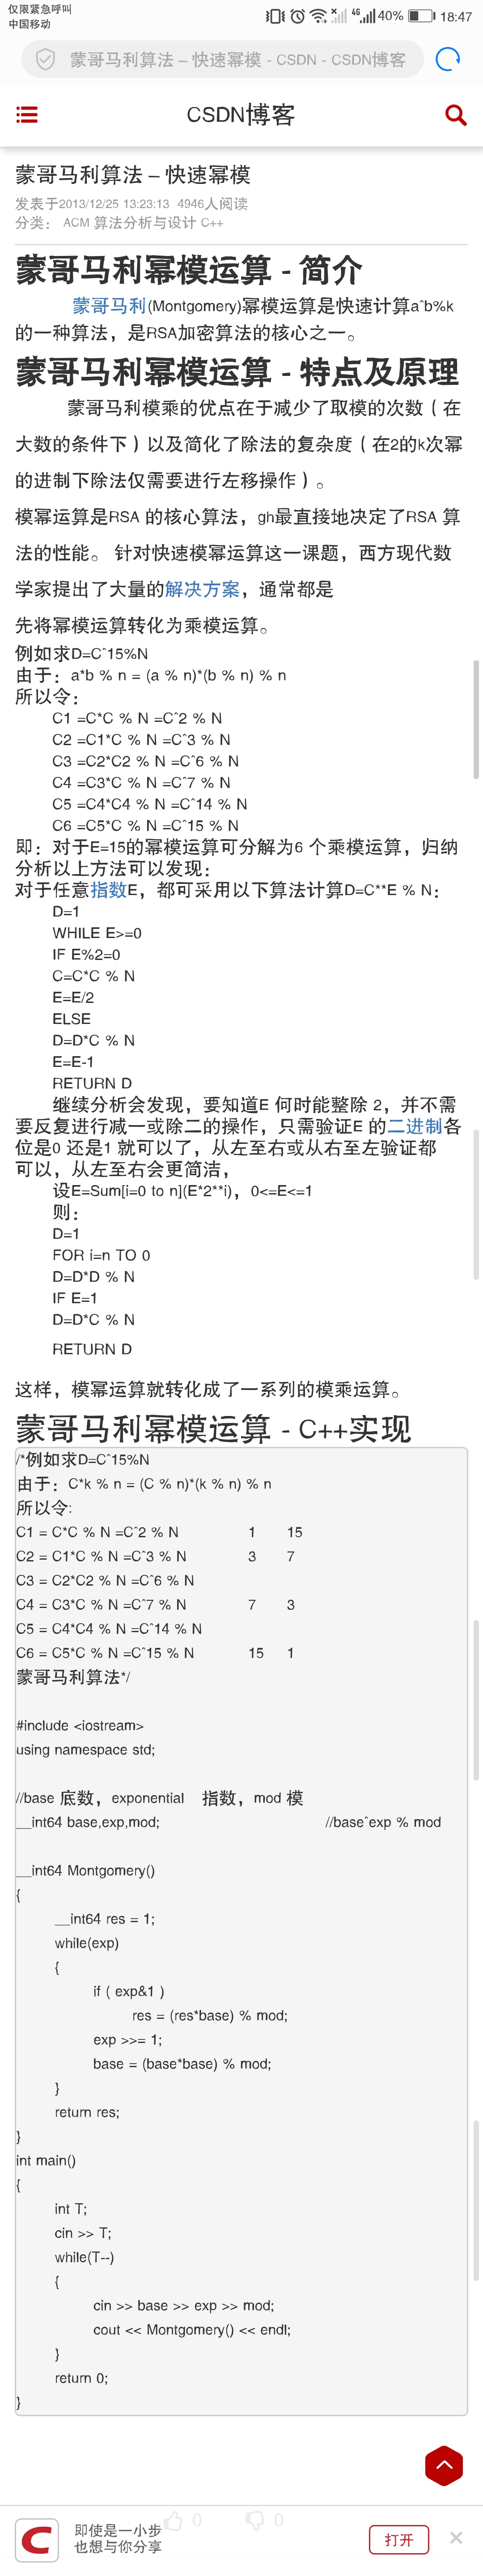 仅限紧急呼叫
中国移动
4G 40% 18:47
蒙哥马利算法 – 快速幂模 - CSDN - CSDN博客
CSDN博客
蒙哥马利算法 – 快速幂模
发表于2013/12/25 13:23:13 4946人阅读
分类： ACM 算法分析与设计 C++
蒙哥马利幂模运算 - 简介
蒙哥马利(Montgomery)幂模运算是快速计算a^b%k
的一种算法，是RSA加密算法的核心之一。
蒙哥马利幂模运算 - 特点及原理
蒙哥马利模乘的优点在于减少了取模的次数（在
大数的条件下）以及简化了除法的复杂度（在2的k次幂
的进制下除法仅需要进行左移操作）。
模幂运算是RSA 的核心算法，gh最直接地决定了RSA 算
法的性能。 针对快速模幂运算这一课题，西方现代数
学家提出了大量的解决方案，通常都是
先将幂模运算转化为乘模运算。
例如求D=C^15%N
由于：a*b % n = (a % n)*(b % n) % n
所以令：
C1 =C*C % N =C^2 % N
C2 =C1*C % N =C^3 % N
C3 =C2*C2 % N =C^6 % N
C4 =C3*C % N =C^7 % N
C5 =C4*C4 % N =C^14 % N
C6 =C5*C % N =C^15 % N
即：对于E=15的幂模运算可分解为6 个乘模运算，归纳
分析以上方法可以发现：
对于任意指数E，都可采用以下算法计算D=C**E % N：
D=1
WHILE E>=0
IF E%2=0
C=C*C % N
E=E/2
ELSE
D=D*C % N
E=E-1
RETURN D
继续分析会发现，要知道E 何时能整除 2，并不需
要反复进行减一或除二的操作，只需验证E 的二进制各
位是0 还是1 就可以了，从左至右或从右至左验证都
可以，从左至右会更简洁，
设E=Sum[i=0 to n](E*2**i)，0<=E<=1
则：
D=1
FOR i=n TO 0
D=D*D % N
IF E=1
D=D*C % N
RETURN D
这样，模幂运算就转化成了一系列的模乘运算。
蒙哥马利幂模运算 - C++实现
/*例如求D=C^15%N
由于：C*k % n = (C % n)*(k % n) % n
所以令:
C1 = C*C % N =C^2 % N 1 15
C2 = C1*C % N =C^3 % N 3 7
C3 = C2*C2 % N =C^6 % N
C4 = C3*C % N =C^7 % N 7 3
C5 = C4*C4 % N =C^14 % N
C6 = C5*C % N =C^15 % N 15 1
蒙哥马利算法*/
#include <iostream>
using namespace std;
//base 底数，exponential 指数，mod 模
__int64 base,exp,mod; //base^exp % mod
__int64 Montgomery()
{
__int64 res = 1;
while(exp)
{
if ( exp&1 )
res = (res*base) % mod;
exp >>= 1;
base = (base*base) % mod;
}
return res;
}
int main()
{
int T;
cin >> T;
while(T--)
{
cin >> base >> exp >> mod;
cout << Montgomery() << endl;
}
return 0;
}
0 0
C 即使是一小步
也想与你分享
打开